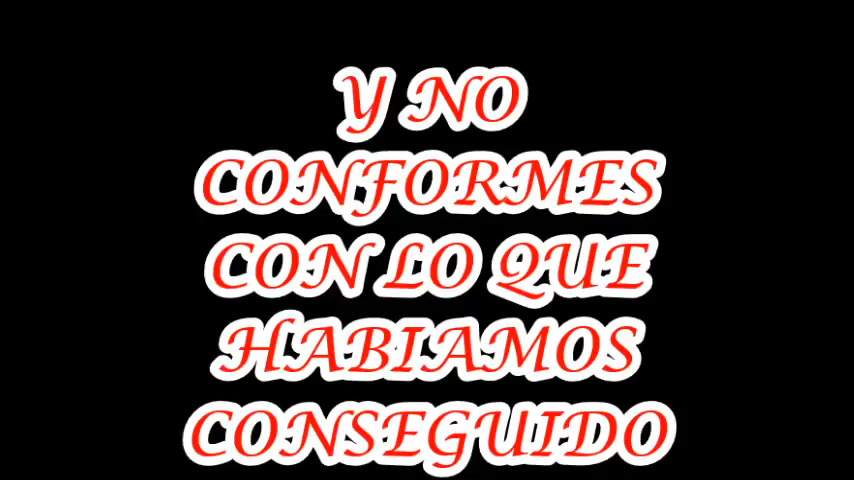 Y NO
CONFORMES
CON LO QUE
HABIAMOS
CONSEGUIDO